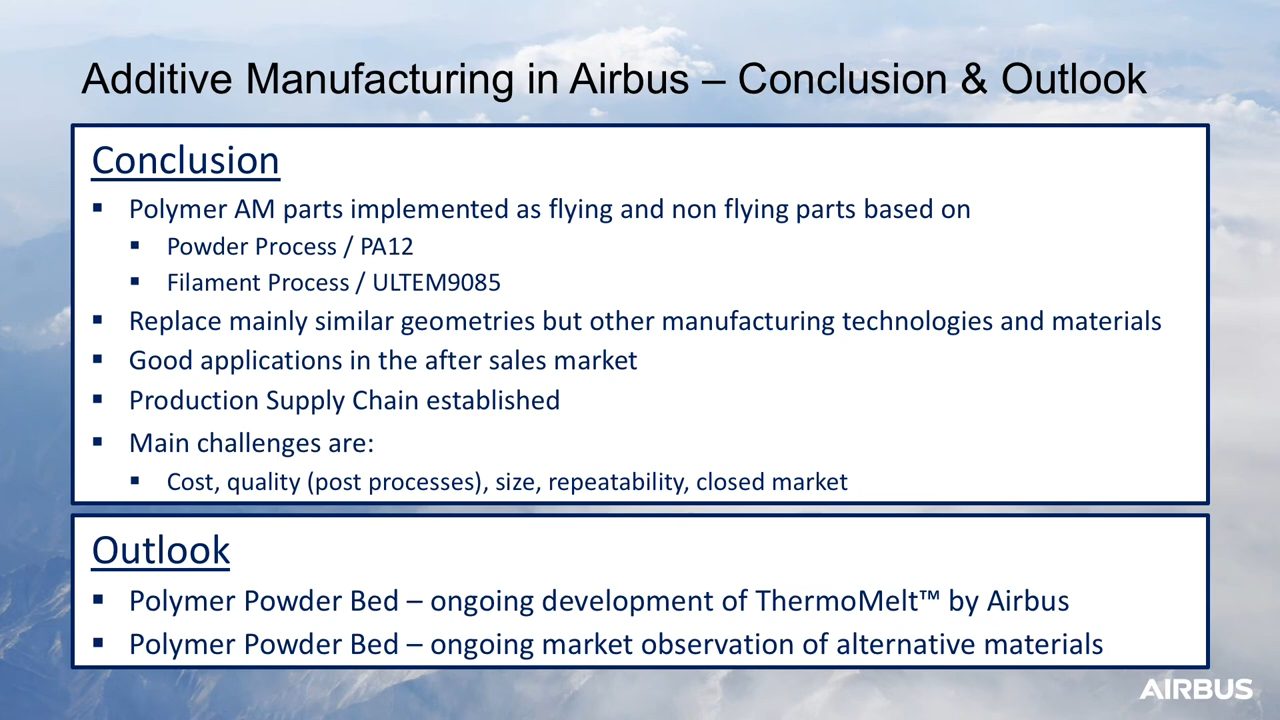 Additive Manufacturing in Airbus – Conclusion & Outlook
Conclusion
▪ Polymer AM parts implemented as flying and non flying parts based on
▪ Powder Process / PA12
▪ Filament Process / ULTEM9085
▪ Replace mainly similar geometries but other manufacturing technologies and materials
▪ Good applications in the after sales market
▪ Production Supply Chain established
▪ Main challenges are:
▪ Cost, quality (post processes), size, repeatability, closed market
Outlook
▪ Polymer Powder Bed – ongoing development of ThermoMelt™ by Airbus
▪ Polymer Powder Bed – ongoing market observation of alternative materials
AIRBUS